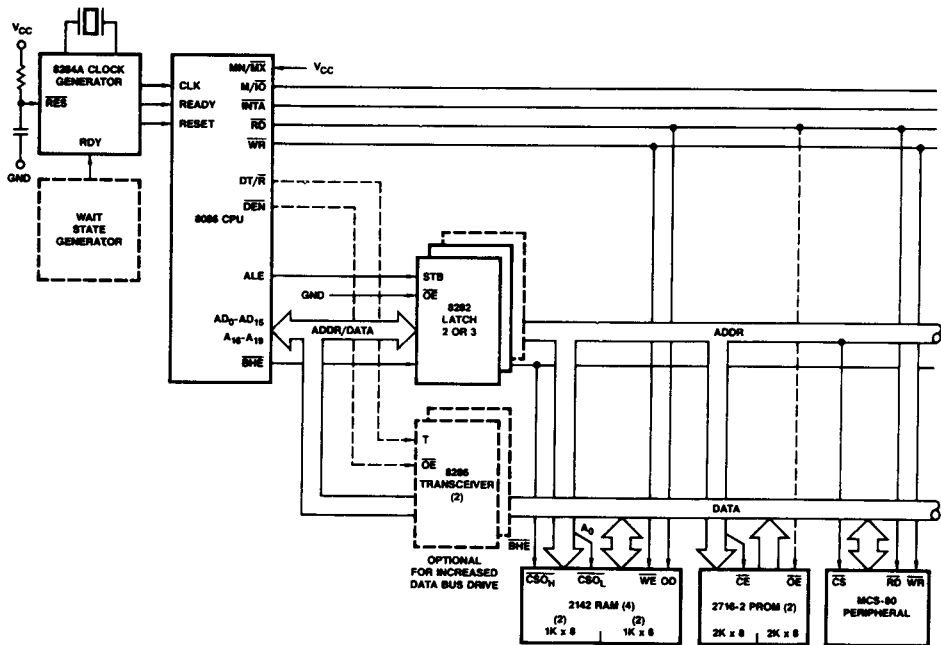 VCC
8284A CLOCK
GENERATOR
RES
RDY
GND
WAIT
STATE
GENERATOR
CLK
READY
RESET
MN/MX
VCC
M/IO
INTA
RD
WR
DT/R
DEN
8086 CPU
ALE
AD0-AD15
A16-A19
BHE
ADDR/DATA
GND
STB
OE
8282
LATCH
2 OR 3
ADDR
T
OE
8286
TRANSCEIVER
(2)
OPTIONAL
FOR INCREASED
DATA BUS DRIVE
DATA
BHE
A0
CSOH
CSOL
WE
OD
2142 RAM (4)
(2)
(2)
1K x 8
1K x 8
CE
OE
2716-2 PROM (2)
2K x 8
2K x 8
CS
RD
WR
MCS-80
PERIPHERAL